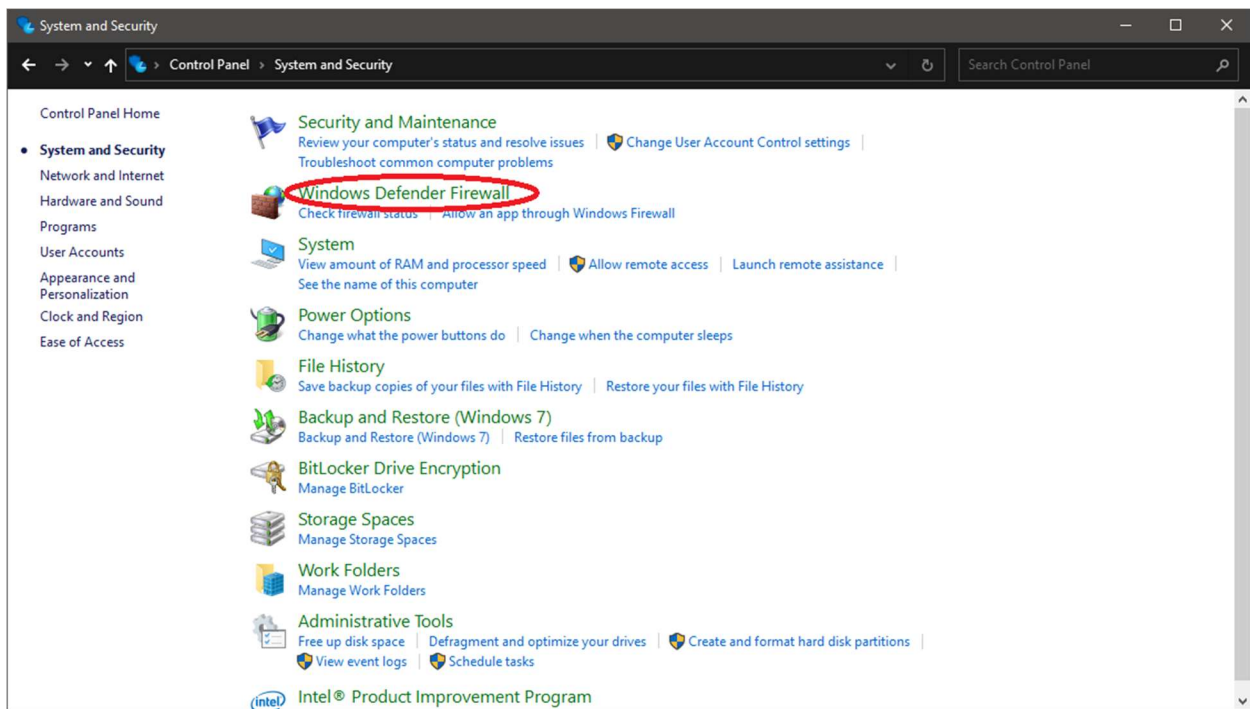 System and Security
Control Panel > System and Security
Search Control Panel
Control Panel Home
System and Security
Network and Internet
Hardware and Sound
Programs
User Accounts
Appearance and
Personalization
Clock and Region
Ease of Access
Security and Maintenance
Review your computer's status and resolve issues | Change User Account Control settings |
Troubleshoot common computer problems
Windows Defender Firewall
Check firewall status | Allow an app through Windows Firewall
System
View amount of RAM and processor speed | Allow remote access | Launch remote assistance |
See the name of this computer
Power Options
Change what the power buttons do | Change when the computer sleeps
File History
Save backup copies of your files with File History | Restore your files with File History
Backup and Restore (Windows 7)
Backup and Restore (Windows 7) | Restore files from backup
BitLocker Drive Encryption
Manage BitLocker
Storage Spaces
Manage Storage Spaces
Work Folders
Manage Work Folders
Administrative Tools
Free up disk space | Defragment and optimize your drives | Create and format hard disk partitions |
View event logs | Schedule tasks
intel Intel® Product Improvement Program